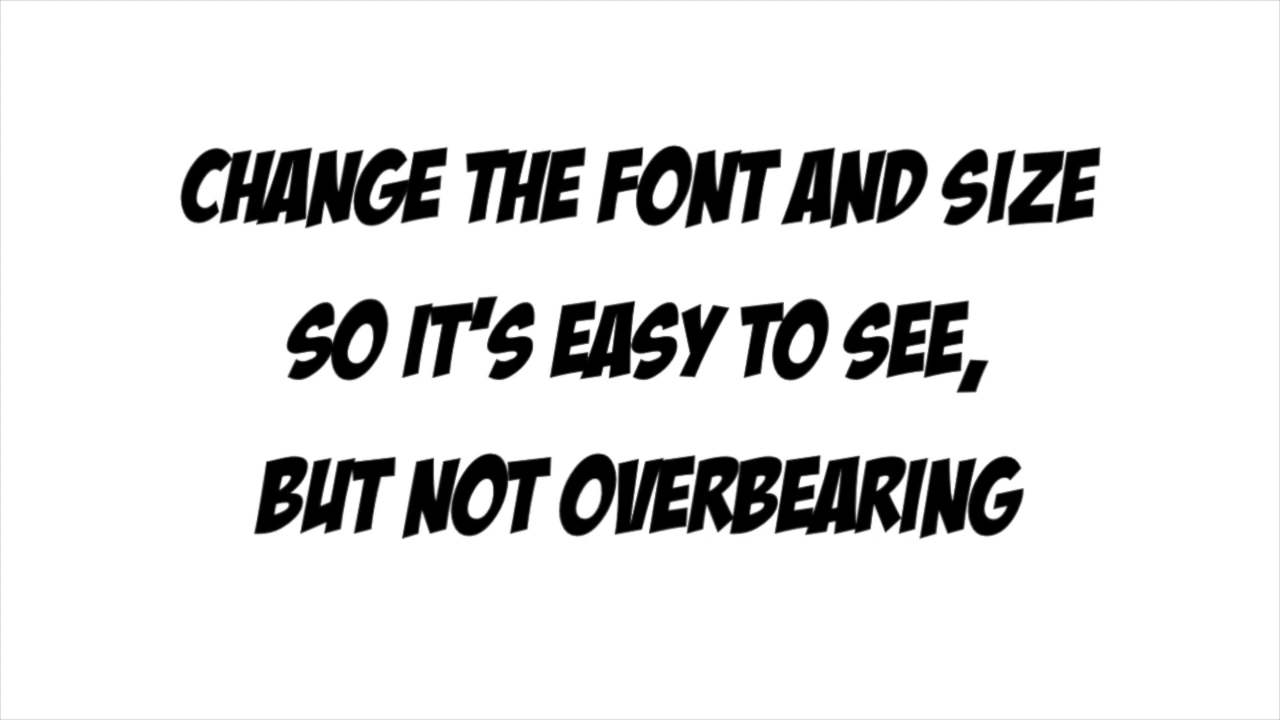 CHANGE THE FONT AND SIZE
SO IT'S EASY TO SEE,
BUT NOT OVERBEARING